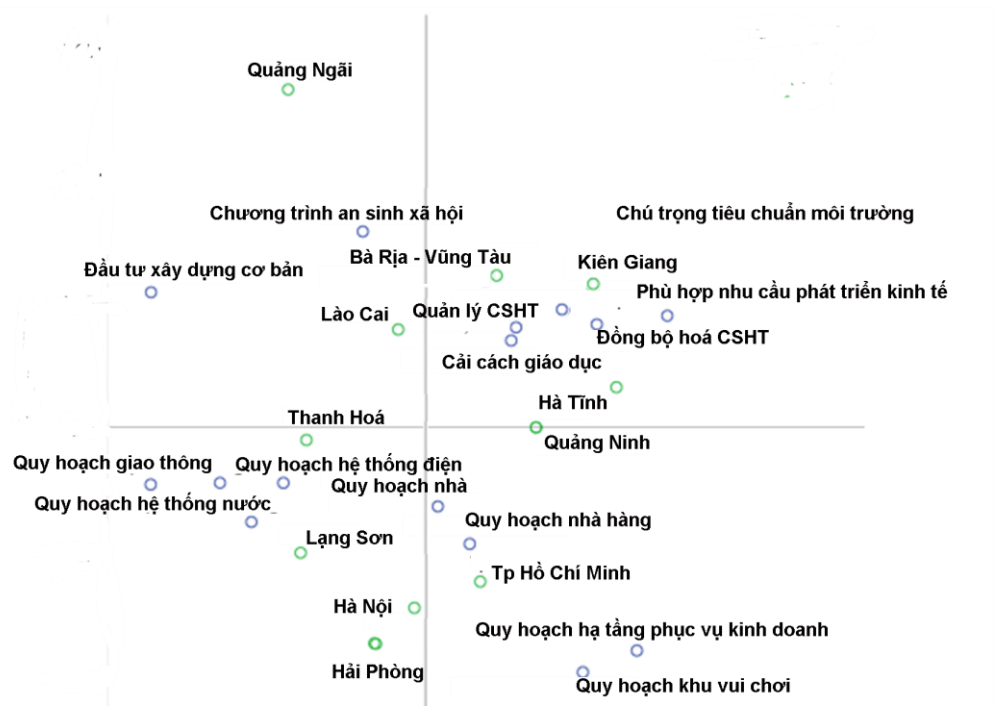 Quảng Ngãi
Chương trình an sinh xã hội
Chú trọng tiêu chuẩn môi trường
Bà Rịa - Vũng Tàu
Kiên Giang
Đầu tư xây dựng cơ bản
Phù hợp nhu cầu phát triển kinh tế
Lào Cai
Quản lý CSHT
Đồng bộ hoá CSHT
Cải cách giáo dục
Hà Tĩnh
Thanh Hoá
Quảng Ninh
Quy hoạch giao thông
Quy hoạch hệ thống điện
Quy hoạch nhà
Quy hoạch hệ thống nước
Quy hoạch nhà hàng
Lạng Sơn
Tp Hồ Chí Minh
Hà Nội
Quy hoạch hạ tầng phục vụ kinh doanh
Hải Phòng
Quy hoạch khu vui chơi